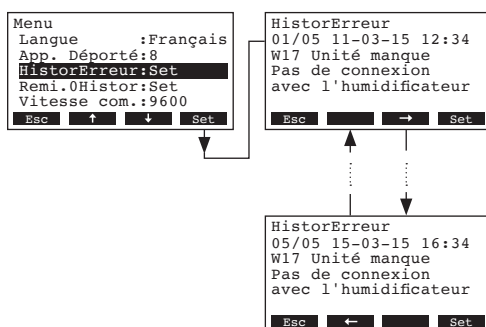 Menu
Langue :Français
App. Déporté:8
HistorErreur:Set
Remi.0Histor:Set
Vitesse com.:9600
Esc ↑ ↓ Set
HistorErreur
01/05 11-03-15 12:34
W17 Unité manque
Pas de connexion
avec l'humidificateur
Esc → Set
HistorErreur
05/05 15-03-15 16:34
W17 Unité manque
Pas de connexion
avec l'humidificateur
Esc ← Set